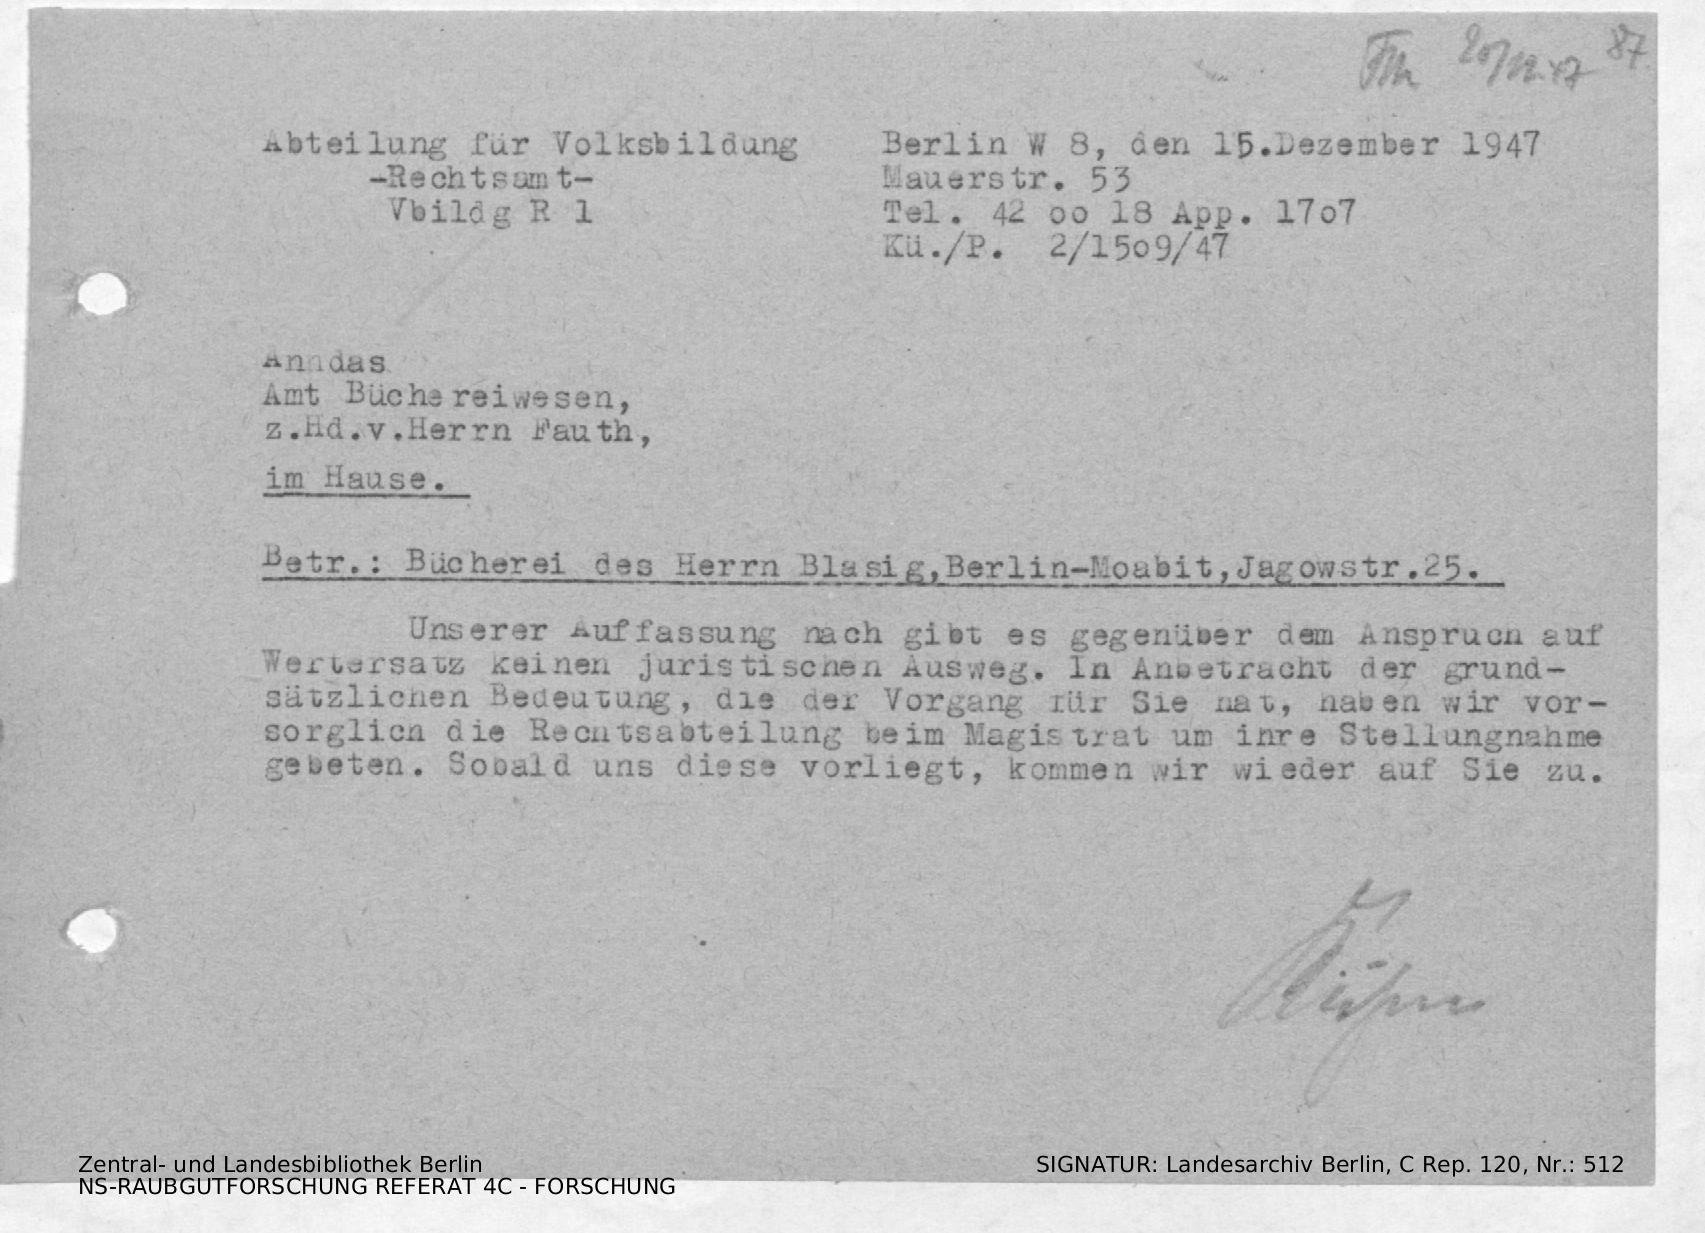 87
Abteilung für Volksbildung
-Rechtsamt-
Vbildg R 1
Berlin W 8, den 15.Dezember 1947
Mauerstr. 53
Tel. 42 oo 18 App. 17o7
Kü./P. 2/15o9/47
Anndas
Amt Büchereiwesen,
z.Hd.v.Herrn Fauth,
im Hause.
Betr.: Bücherei des Herrn Blasig,Berlin-Moabit,Jagowstr.25.
Unserer Auffassung nach gibt es gegenüber dem Anspruch auf
Wertersatz keinen juristischen Ausweg. In Anbetracht der grund-
sätzlichen Bedeutung, die der Vorgang für Sie hat, haben wir vor-
sorglich die Rechtsabteilung beim Magistrat um ihre Stellungnahme
gebeten. Sobald uns diese vorliegt, kommen wir wieder auf Sie zu.
Zentral- und Landesbibliothek Berlin
NS-RAUBGUTFORSCHUNG REFERAT 4C - FORSCHUNG
SIGNATUR: Landesarchiv Berlin, C Rep. 120, Nr.: 512